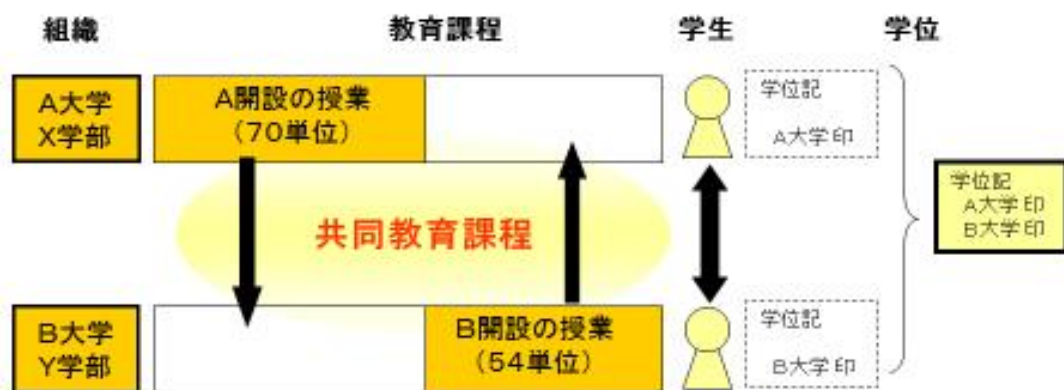 組織
教育課程
学生
学位
A大学
X学部
A開設の授業
(70単位)
学位記
A大学印
共同教育課程
学位記
A大学印
B大学印
B大学
Y学部
B開設の授業
(54単位)
学位記
B大学印